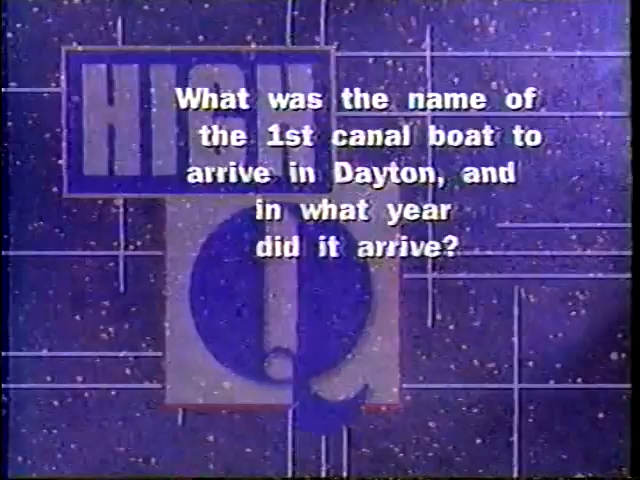 HIGH
Q
What was the name of
the 1st canal boat to
arrive in Dayton, and
in what year
did it arrive?